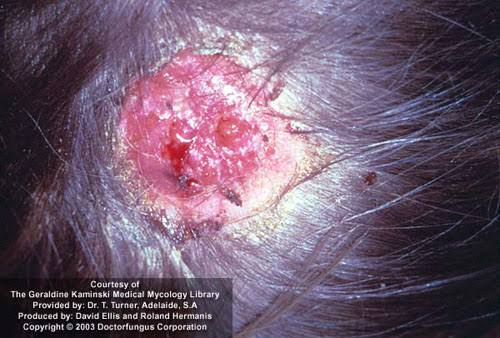 Courtesy of
The Geraldine Kaminski Medical Mycology Library
Provided by: Dr. T. Turner, Adelaide, S.A
Produced by: David Ellis and Roland Hermanis
Copyright © 2003 Doctorfungus Corporation